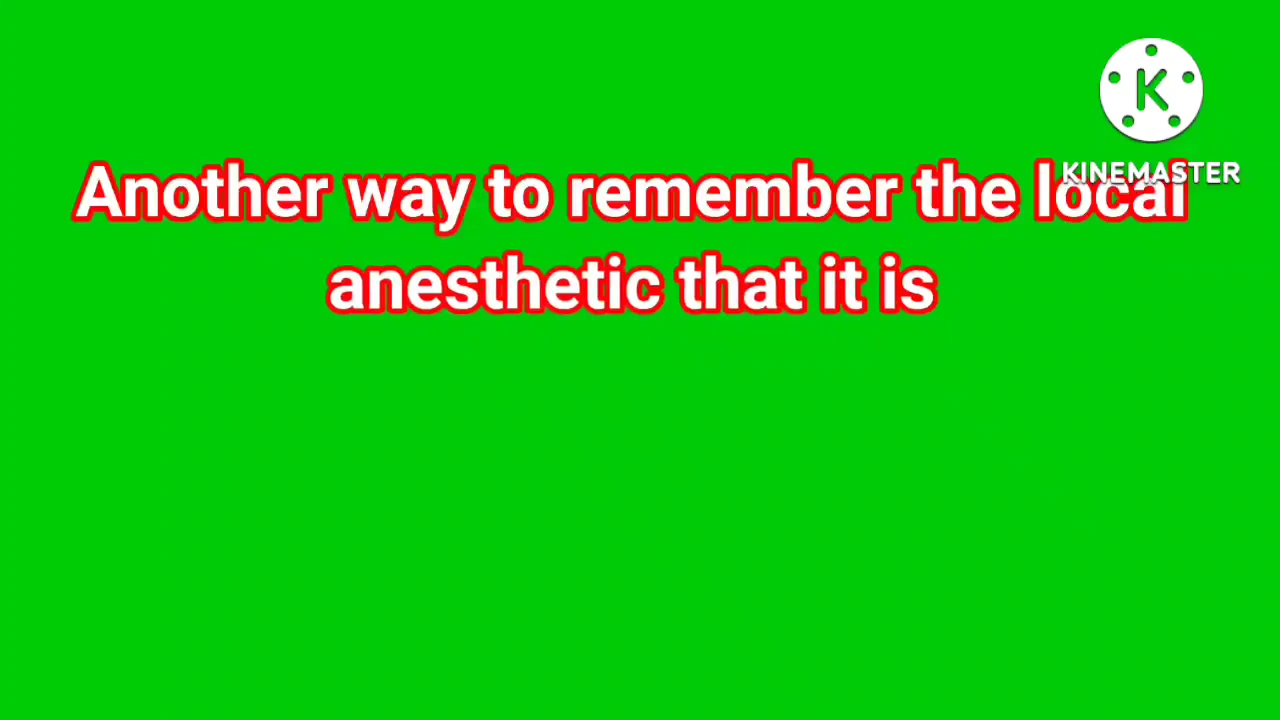 K
KINEMASTER
Another way to remember the local
anesthetic that it is